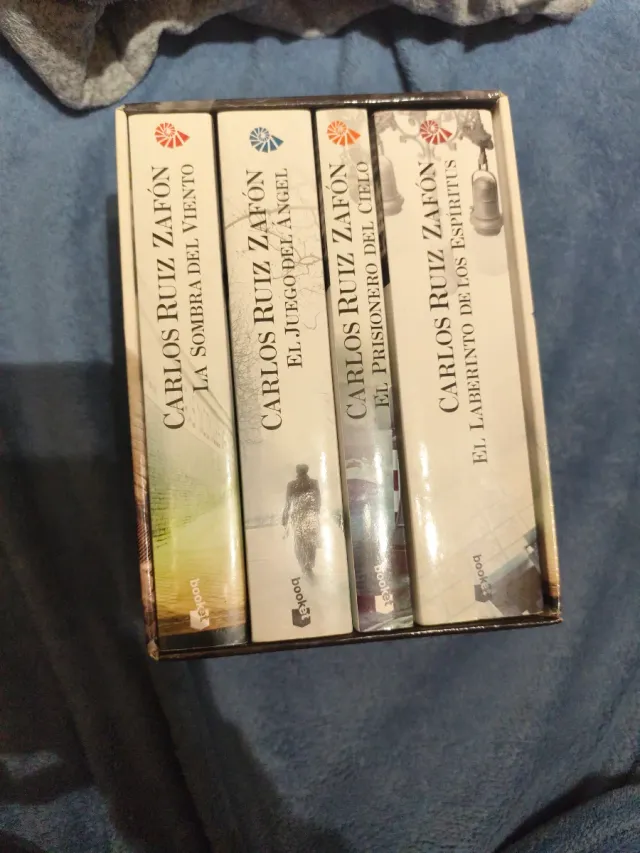 CARLOS RUIZ ZAFÓN
LA SOMBRA DEL VIENTO
booket
CARLOS RUIZ ZAFÓN
EL JUEGO DEL ÁNGEL
booket
CARLOS RUIZ ZAFÓN
EL PRISIONERO DEL CIELO
booket
CARLOS RUIZ ZAFÓN
EL LABERINTO DE LOS ESPÍRITUS
booket